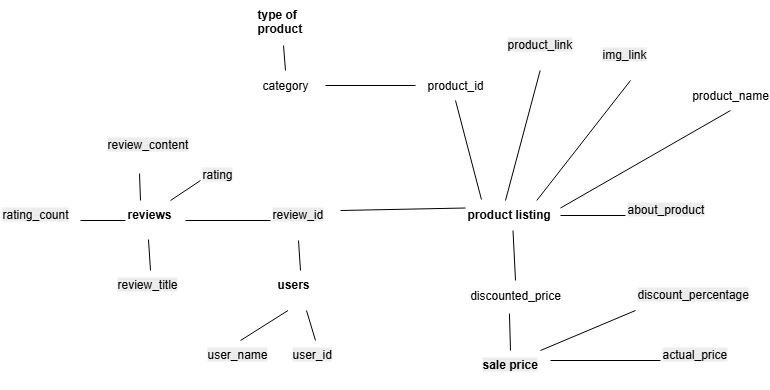 type of
product
product_link
img_link
category
product_id
product_name
review_content
rating
rating_count
reviews
review_id
product listing
about_product
review_title
users
discounted_price
discount_percentage
user_name
user_id
sale price
actual_price